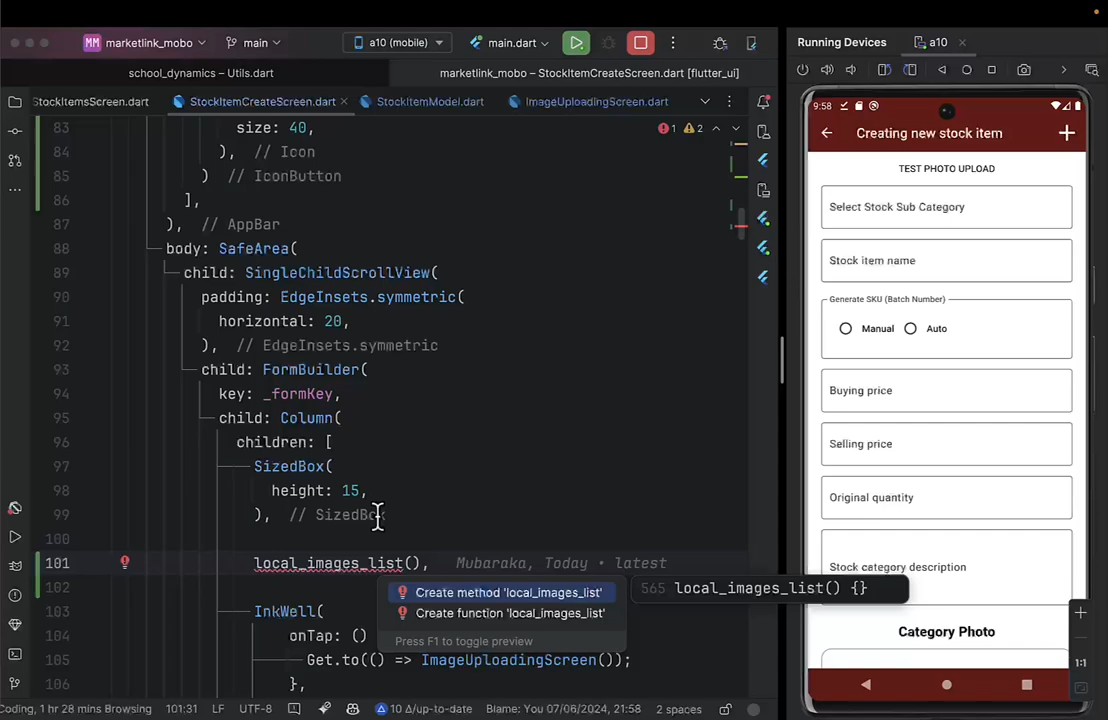 MM marketlink_mobo
main
a10 (mobile)
main.dart
Running Devices
a10
school_dynamics – Utils.dart
marketlink_mobo – StockItemCreateScreen.dart [flutter_ui]
StockItemsScreen.dart
StockItemCreateScreen.dart
StockItemModel.dart
ImageUploadingScreen.dart
1
2
83 size: 40,
84 ), // Icon
85 ) // IconButton
86 ],
87 ), // AppBar
88 body: SafeArea(
89 child: SingleChildScrollView(
90 padding: EdgeInsets.symmetric(
91 horizontal: 20,
92 ), // EdgeInsets.symmetric
93 child: FormBuilder(
94 key: _formKey,
95 child: Column(
96 children: [
97 SizedBox(
98 height: 15,
99 ), // SizedBox
100
101 local_images_list(), Mubaraka, Today • latest
102
103 InkWell(
104 onTap: ()
105 Get.to(() => ImageUploadingScreen());
106 },
Create method 'local_images_list'
Create function 'local_images_list'
Press F1 to toggle preview
565 local_images_list() {}
Coding, 1 hr 28 mins Browsing
101:31
LF
UTF-8
10 Δ/up-to-date
Blame: You 07/06/2024, 21:58
2 spaces
9:58
Creating new stock item
TEST PHOTO UPLOAD
Select Stock Sub Category
Stock item name
Generate SKU (Batch Number)
Manual
Auto
Buying price
Selling price
Original quantity
Stock category description
Category Photo
1:1